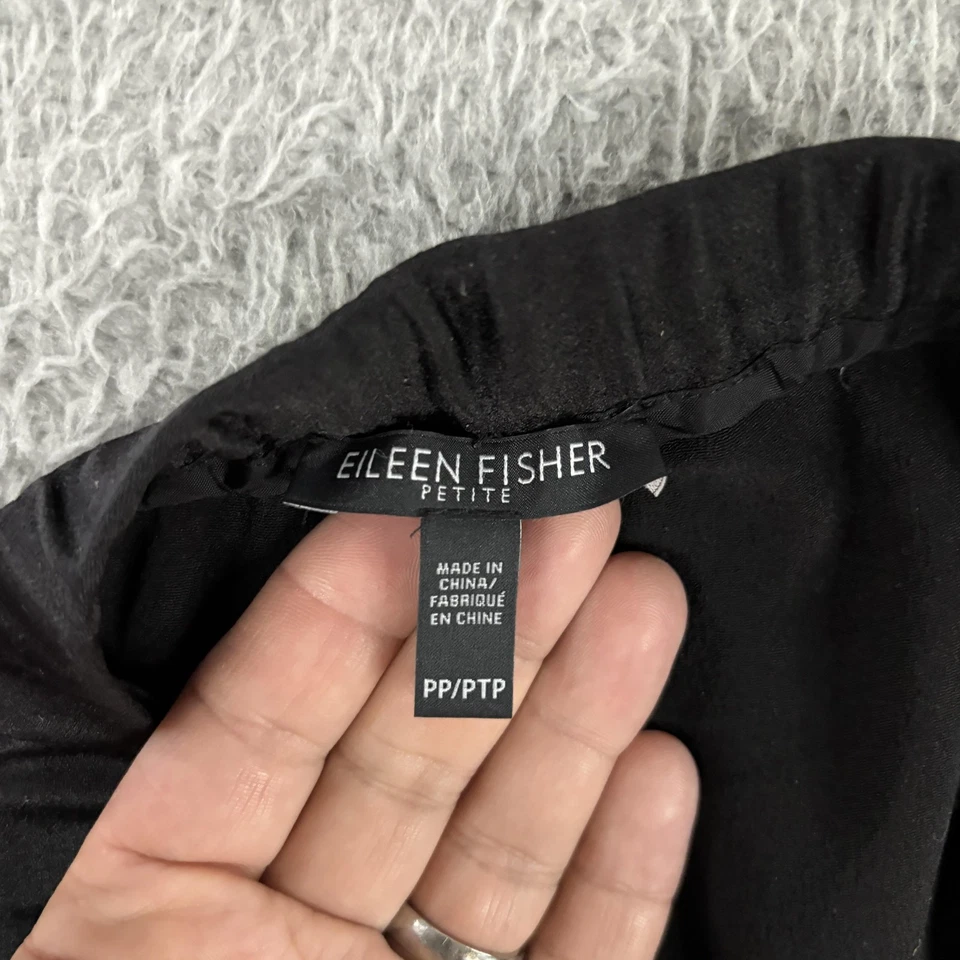 EILEEN FISHER
PETITE
MADE IN
CHINA/
FABRIQUÉ
EN CHINE
PP/PTP